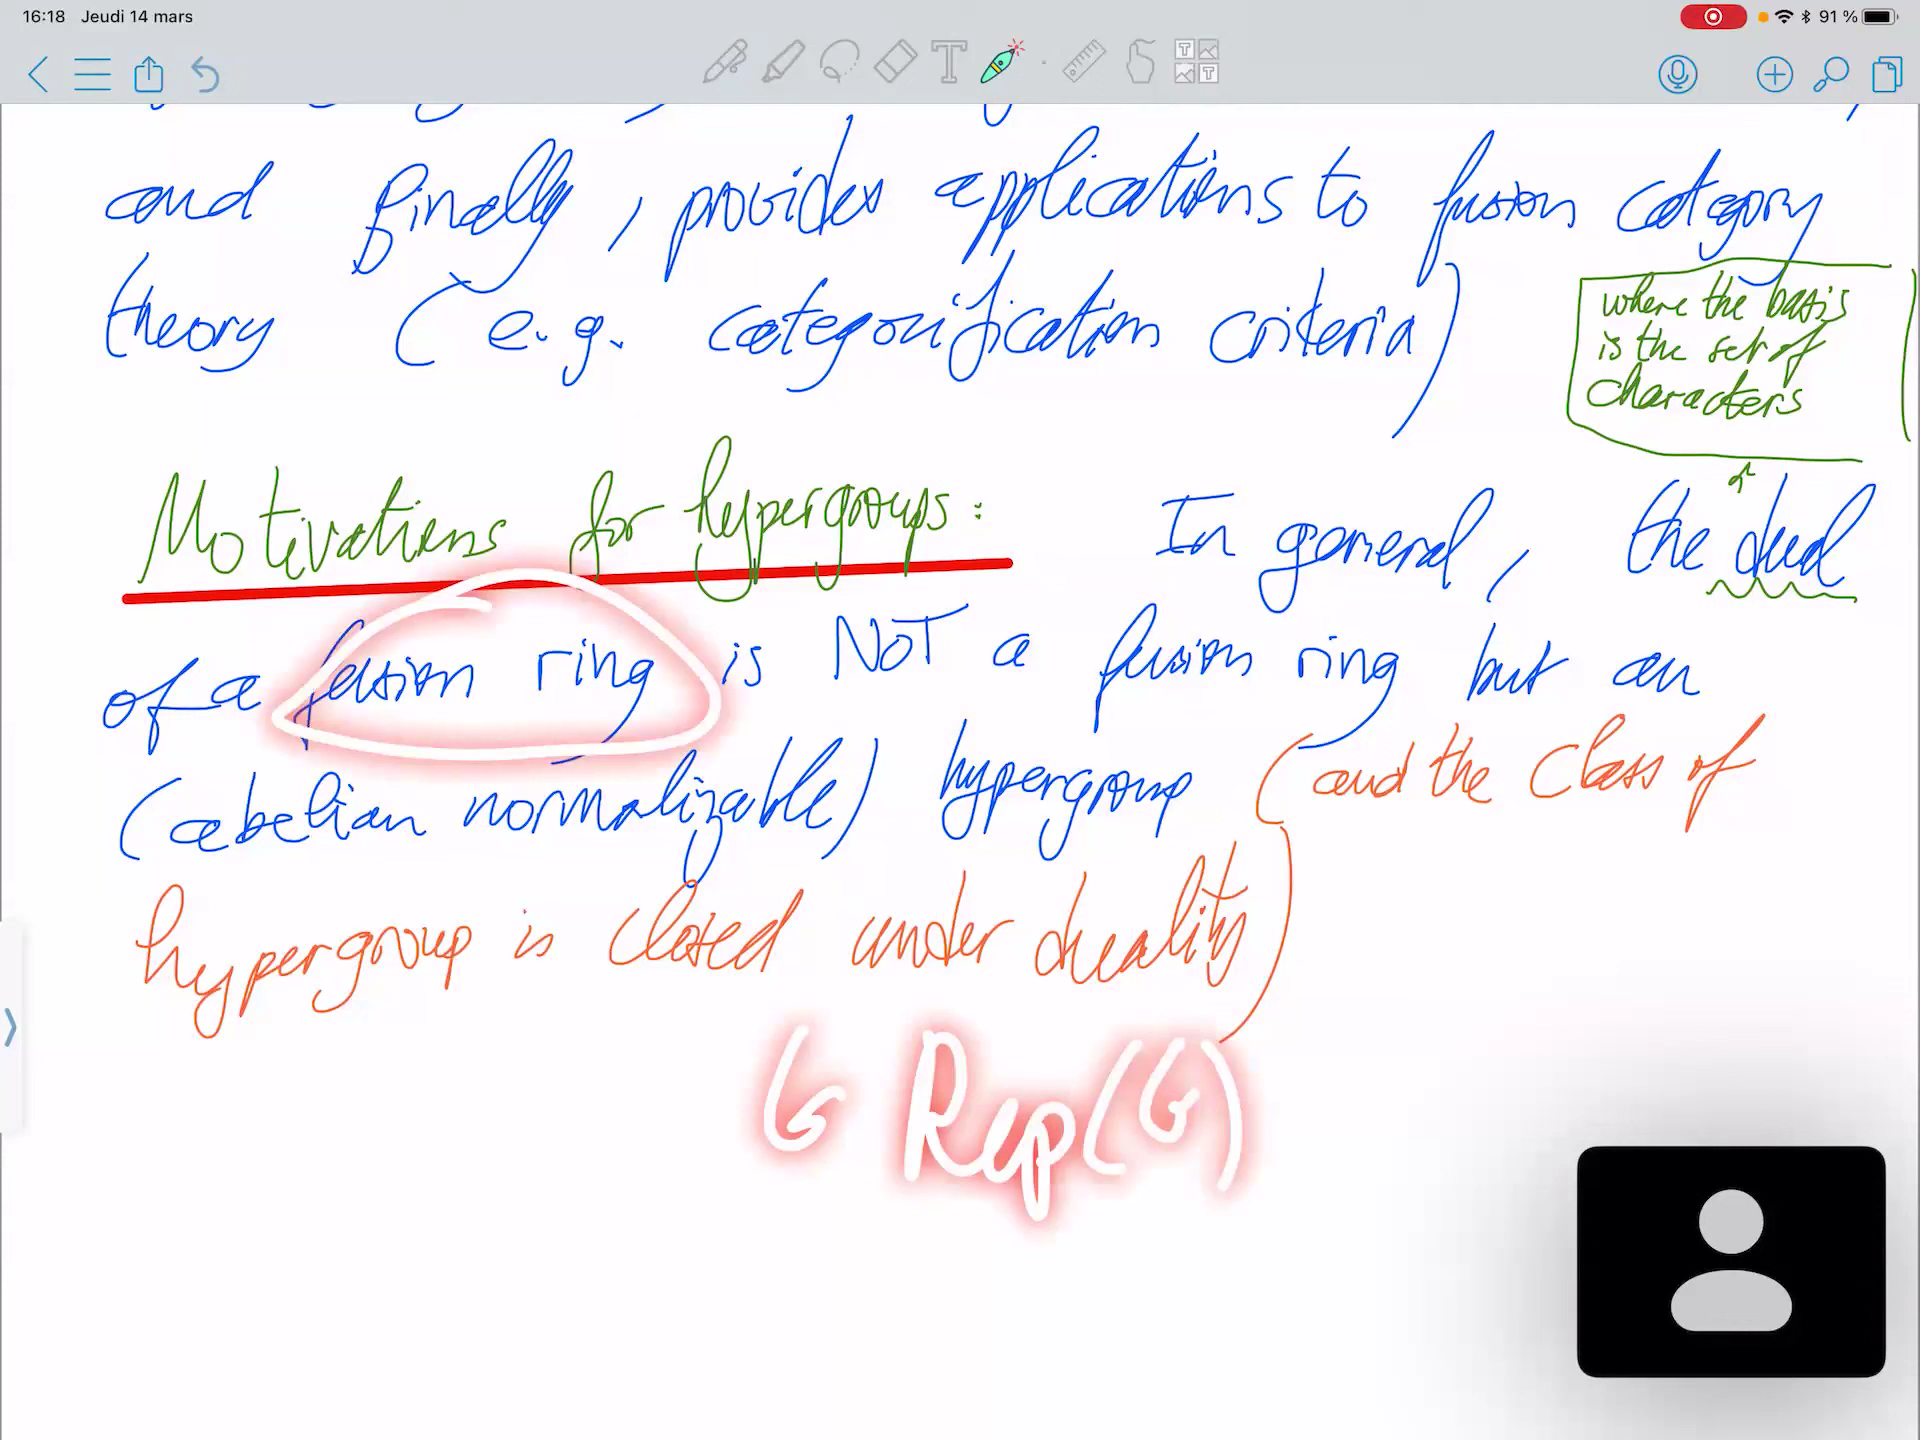 16:18 Jeudi 14 mars
91 %
and finally, provides applications to fusion category
theory (e.g. categorification criteria)
where the basis
is the set of
characters
Motivations for hypergroups: In general, the dual
of a fusion ring is NOT a fusion ring but an
(abelian normalizable) hypergroup (and the class of
hypergroup is closed under duality)
G Rep(G)